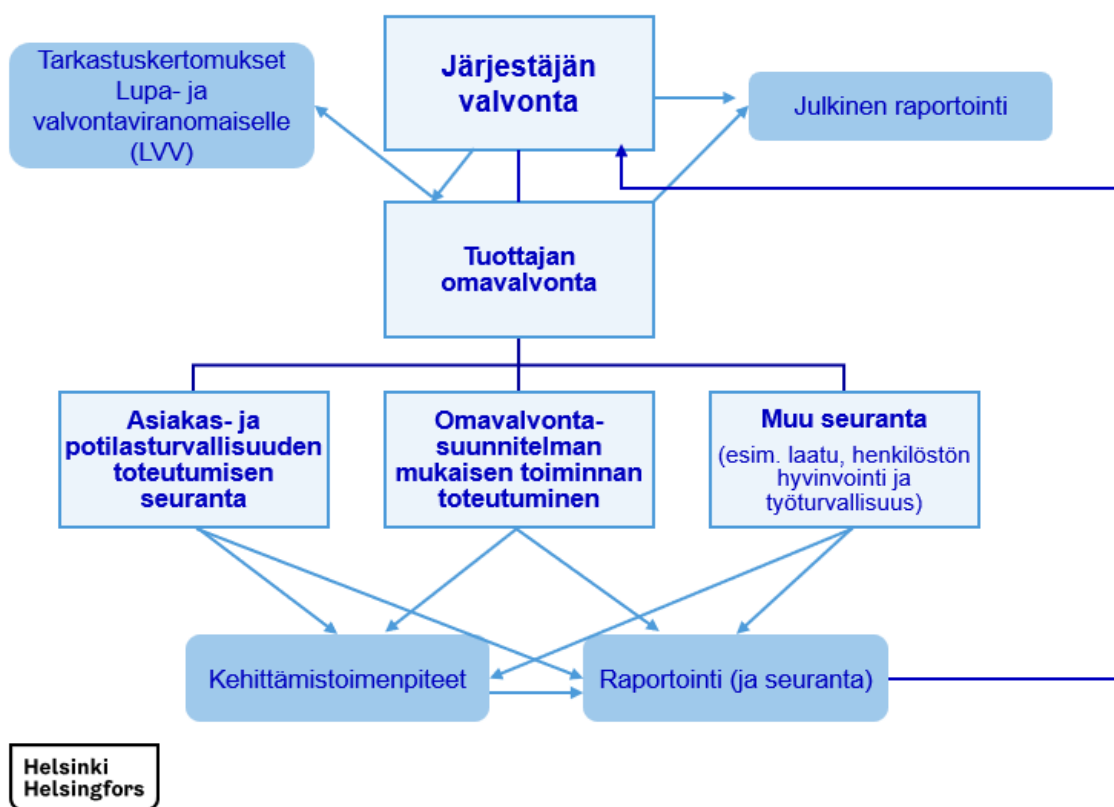 Tarkastuskertomukset
Lupa- ja
valvontaviranomaiselle
(LVV)
Järjestäjän
valvonta
Julkinen raportointi
Tuottajan
omavalvonta
Asiakas- ja
potilasturvallisuuden
toteutumisen
seuranta
Omavalvonta-
suunnitelman
mukaisen toiminnan
toteutuminen
Muu seuranta
(esim. laatu, henkilöstön
hyvinvointi ja
työturvallisuus)
Kehittämistoimenpiteet
Raportointi (ja seuranta)
Helsinki
Helsingfors